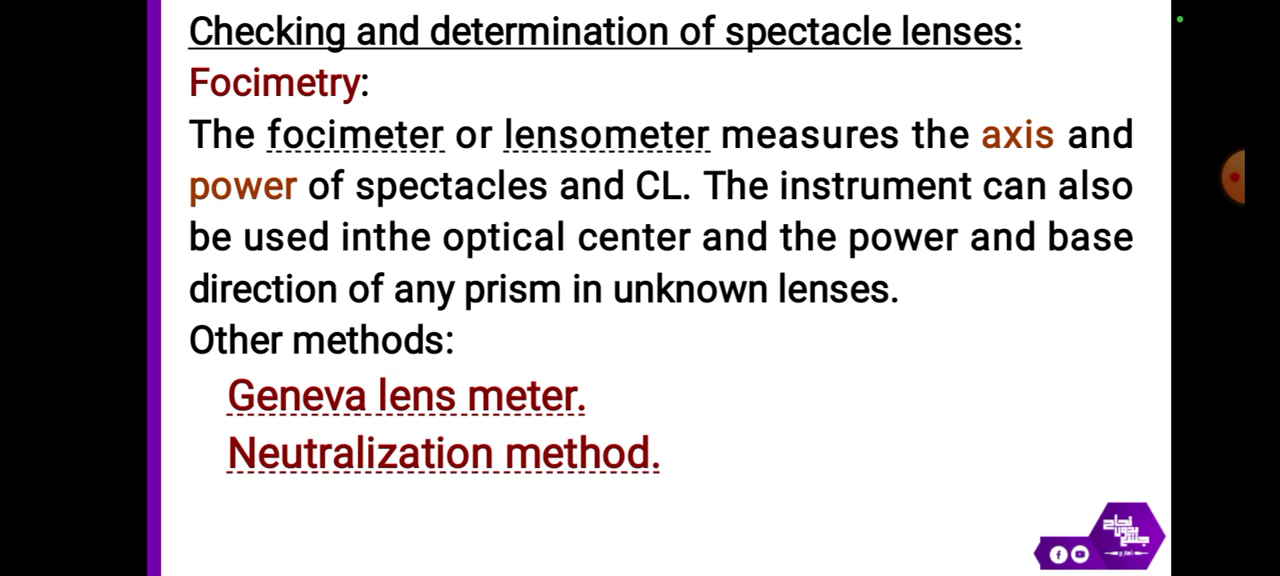 Checking and determination of spectacle lenses:
Focimetry:
The focimeter or lensometer measures the axis and
power of spectacles and CL. The instrument can also
be used inthe optical center and the power and base
direction of any prism in unknown lenses.
Other methods:
Geneva lens meter.
Neutralization method.
نجاح
بدون